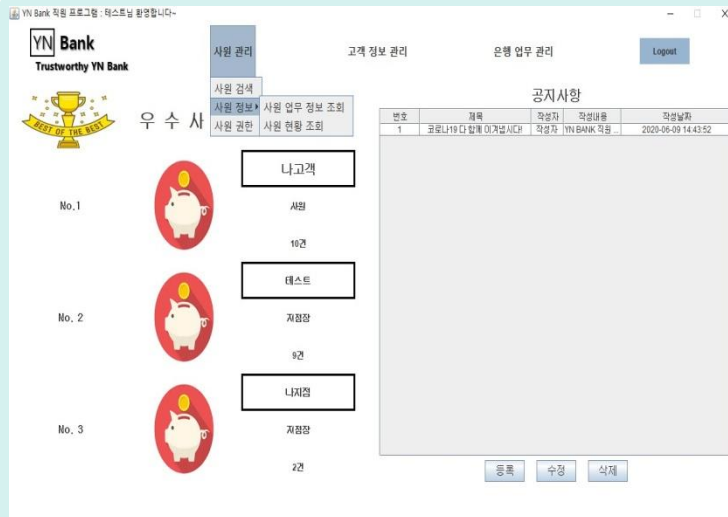 YN Bank 직원 프로그램 : 테스트님 환영합니다~
YN Bank
Trustworthy YN Bank
사원 관리
고객 정보 관리
은행 업무 관리
Logout
사원 검색
사원 정보
사원 권한
사원 업무 정보 조회
사원 현황 조회
BEST OF THE BEST
우 수 사
No.1
나고객
사원
10건
No. 2
테스트
지점장
9건
No. 3
나지점
지점장
2건
공지사항
번호 제목 작성자 작성내용 작성날짜
1 코로나19 다 함께 이겨냅시다! 작성자 YN BANK 직원 ... 2020-06-09 14:43:52
등록 수정 삭제